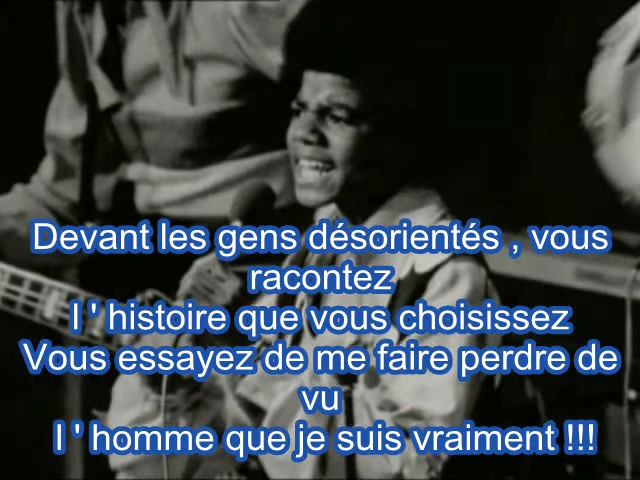 Devant les gens désorientés , vous
racontez
l ' histoire que vous choisissez
Vous essayez de me faire perdre de
vu
l ' homme que je suis vraiment !!!